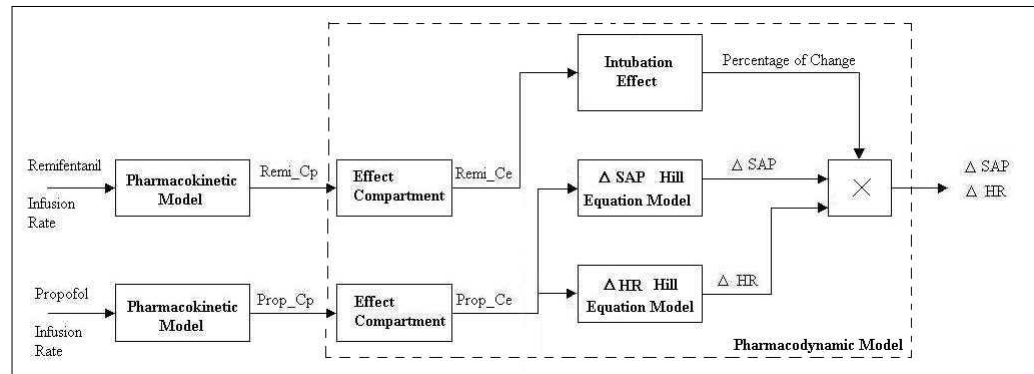 Intubation
Effect
Percentage of Change
Remifentanil
Infusion
Rate
Pharmacokinetic
Model
Remi_Cp
Effect
Compartment
Remi_Ce
Δ SAP Hill
Equation Model
Δ SAP
×
Δ SAP
Δ HR
Propofol
Infusion
Rate
Pharmacokinetic
Model
Prop_Cp
Effect
Compartment
Prop_Ce
Δ HR Hill
Equation Model
Δ HR
Pharmacodynamic Model